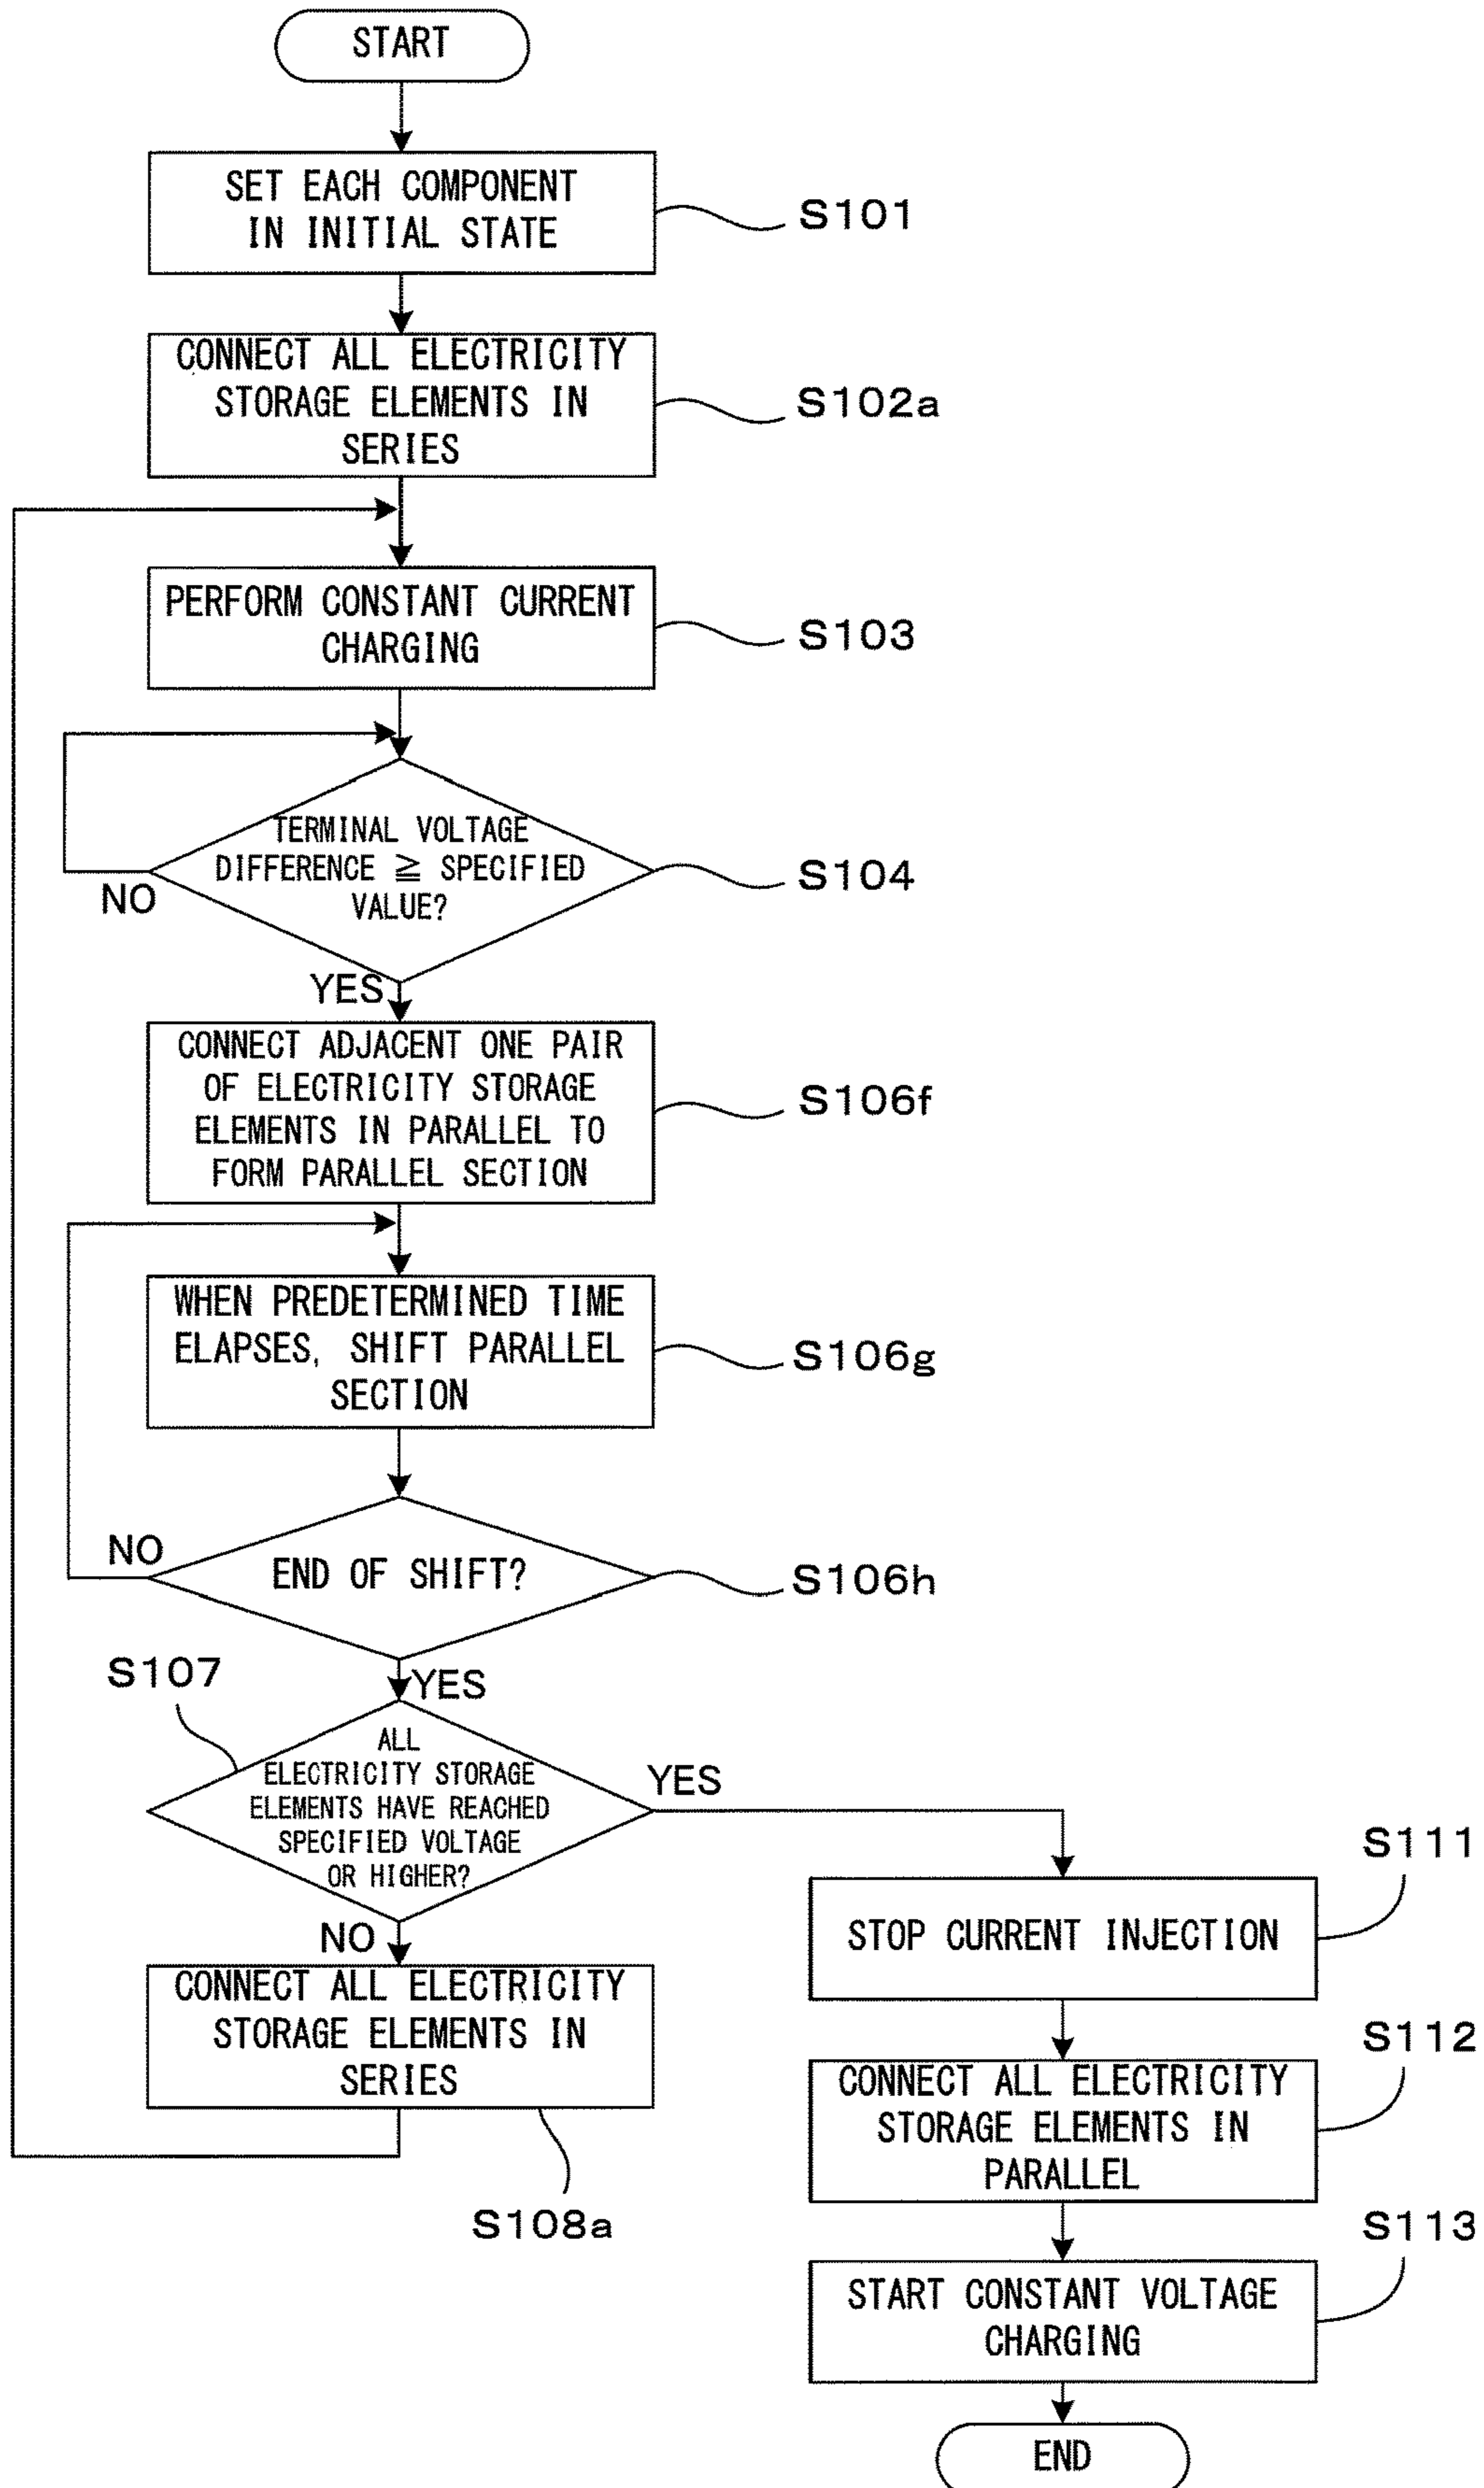 START
SET EACH COMPONENT
IN INITIAL STATE
S101
CONNECT ALL ELECTRICITY
STORAGE ELEMENTS IN
SERIES
S102a
PERFORM CONSTANT CURRENT
CHARGING
S103
TERMINAL VOLTAGE
DIFFERENCE ≧ SPECIFIED
VALUE?
S104
NO
YES
CONNECT ADJACENT ONE PAIR
OF ELECTRICITY STORAGE
ELEMENTS IN PARALLEL TO
FORM PARALLEL SECTION
S106f
WHEN PREDETERMINED TIME
ELAPSES, SHIFT PARALLEL
SECTION
S106g
NO
END OF SHIFT?
S106h
S107
YES
ALL
ELECTRICITY STORAGE
ELEMENTS HAVE REACHED
SPECIFIED VOLTAGE
OR HIGHER?
YES
NO
CONNECT ALL ELECTRICITY
STORAGE ELEMENTS IN
SERIES
S108a
S111
STOP CURRENT INJECTION
S112
CONNECT ALL ELECTRICITY
STORAGE ELEMENTS IN
PARALLEL
S113
START CONSTANT VOLTAGE
CHARGING
END